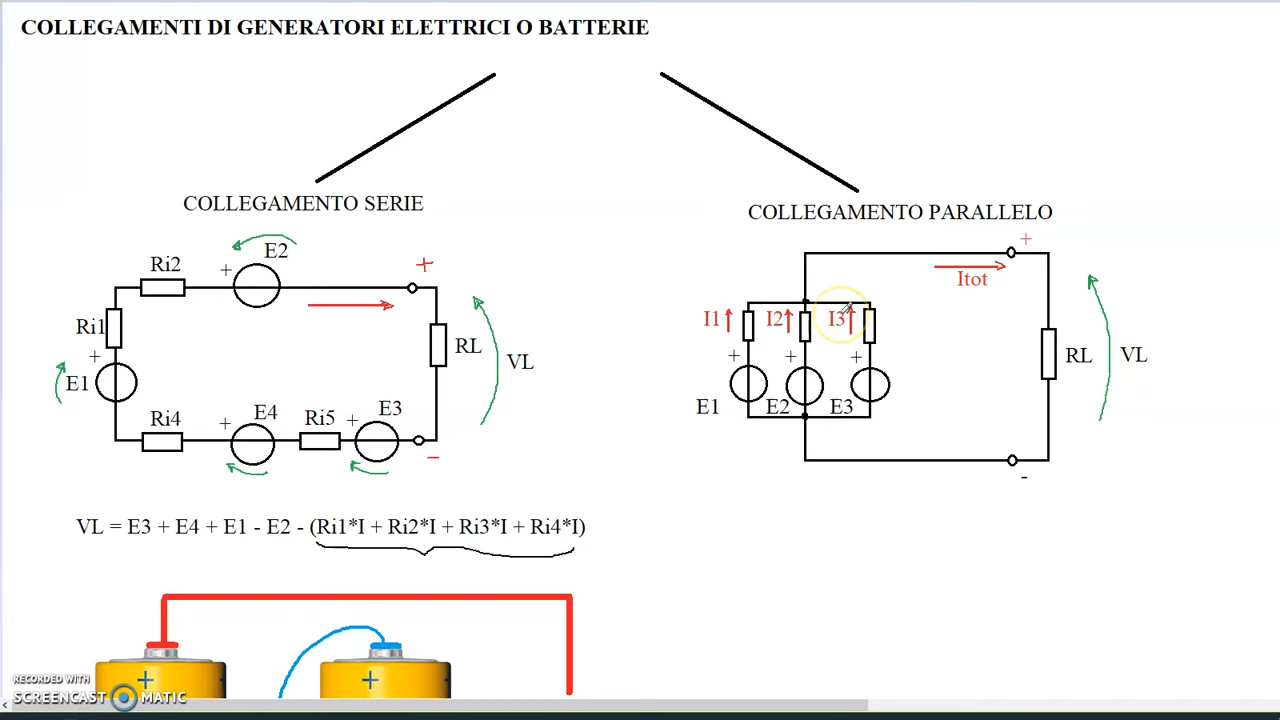 COLLEGAMENTI DI GENERATORI ELETTRICI O BATTERIE
COLLEGAMENTO SERIE
E2
Ri2
+
+
Ri1
+
E1
RL
VL
Ri4
+
E4
Ri5
+
E3
-
VL = E3 + E4 + E1 - E2 - (Ri1*I + Ri2*I + Ri3*I + Ri4*I)
+
+
COLLEGAMENTO PARALLELO
+
Itot
I1
I2
I3
+
+
+
E1
E2
E3
RL
VL
-
RECORDED WITH
SCREENCAST MATIC